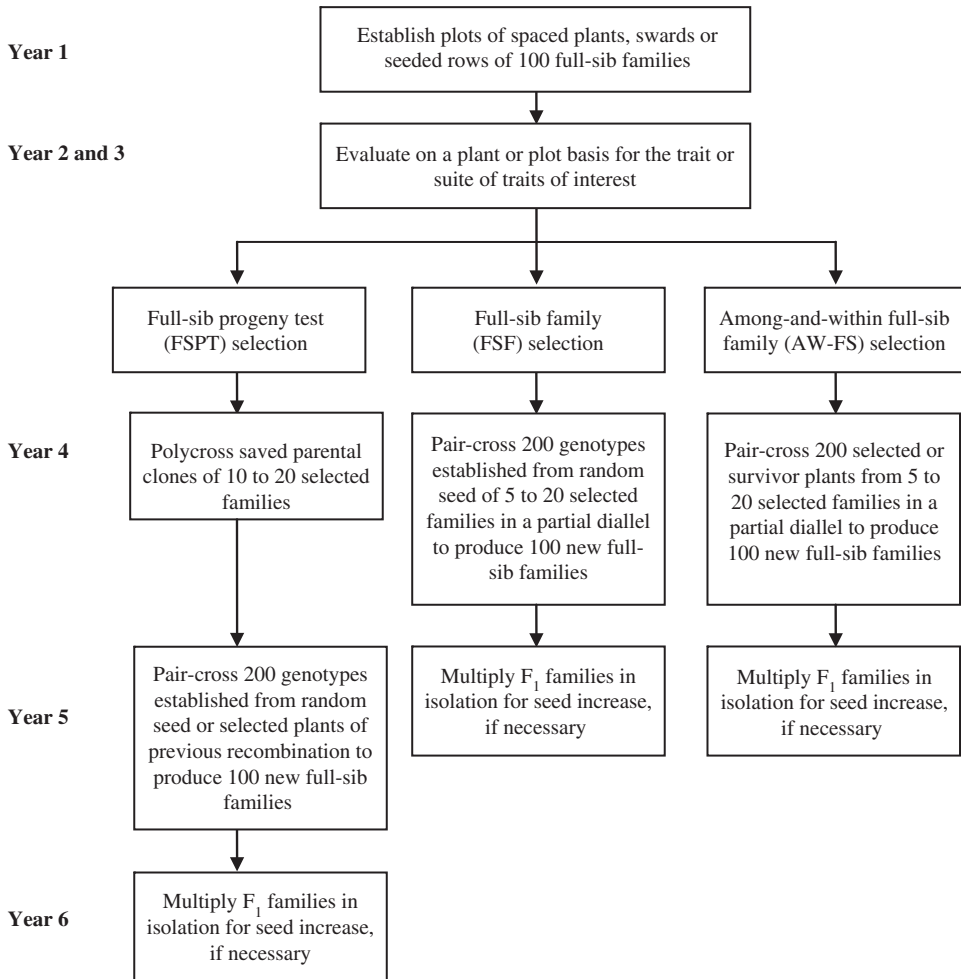 Year 1
Establish plots of spaced plants, swards or
seeded rows of 100 full-sib families
Year 2 and 3
Evaluate on a plant or plot basis for the trait or
suite of traits of interest
Full-sib progeny test
(FSPT) selection
Full-sib family
(FSF) selection
Among-and-within full-sib
family (AW-FS) selection
Year 4
Polycross saved parental
clones of 10 to 20 selected
families
Pair-cross 200 genotypes
established from random
seed of 5 to 20 selected
families in a partial diallel
to produce 100 new full-
sib families
Pair-cross 200 selected or
survivor plants from 5 to
20 selected families in a
partial diallel to produce
100 new full-sib families
Year 5
Pair-cross 200 genotypes
established from random
seed or selected plants of
previous recombination to
produce 100 new full-sib
families
Multiply F1 families in
isolation for seed increase,
if necessary
Multiply F1 families in
isolation for seed increase,
if necessary
Year 6
Multiply F1 families in
isolation for seed increase,
if necessary